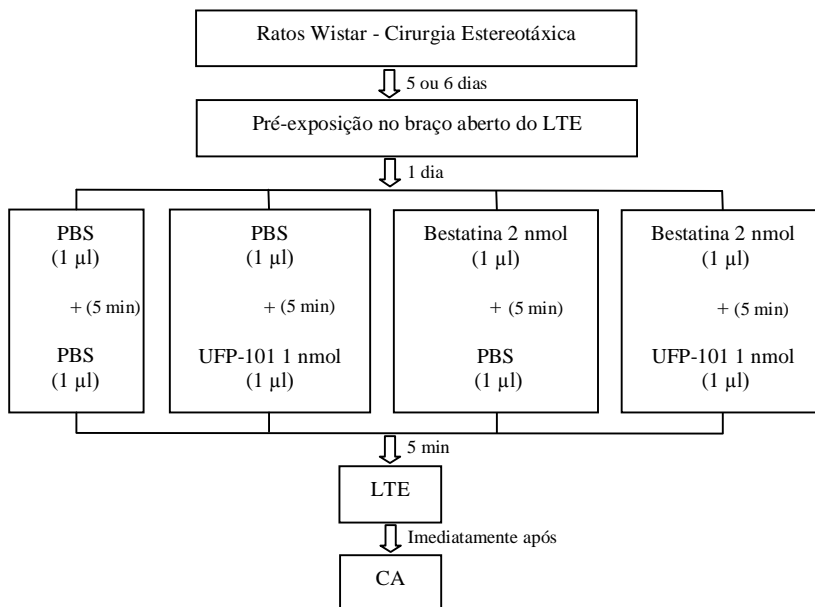 Ratos Wistar - Cirurgia Estereotáxica
5 ou 6 dias
Pré-exposição no braço aberto do LTE
1 dia
PBS
(1 µl)
+ (5 min)
PBS
(1 µl)
PBS
(1 µl)
+ (5 min)
UFP-101 1 nmol
(1 µl)
Bestatina 2 nmol
(1 µl)
+ (5 min)
PBS
(1 µl)
Bestatina 2 nmol
(1 µl)
+ (5 min)
UFP-101 1 nmol
(1 µl)
5 min
LTE
Imediatamente após
CA